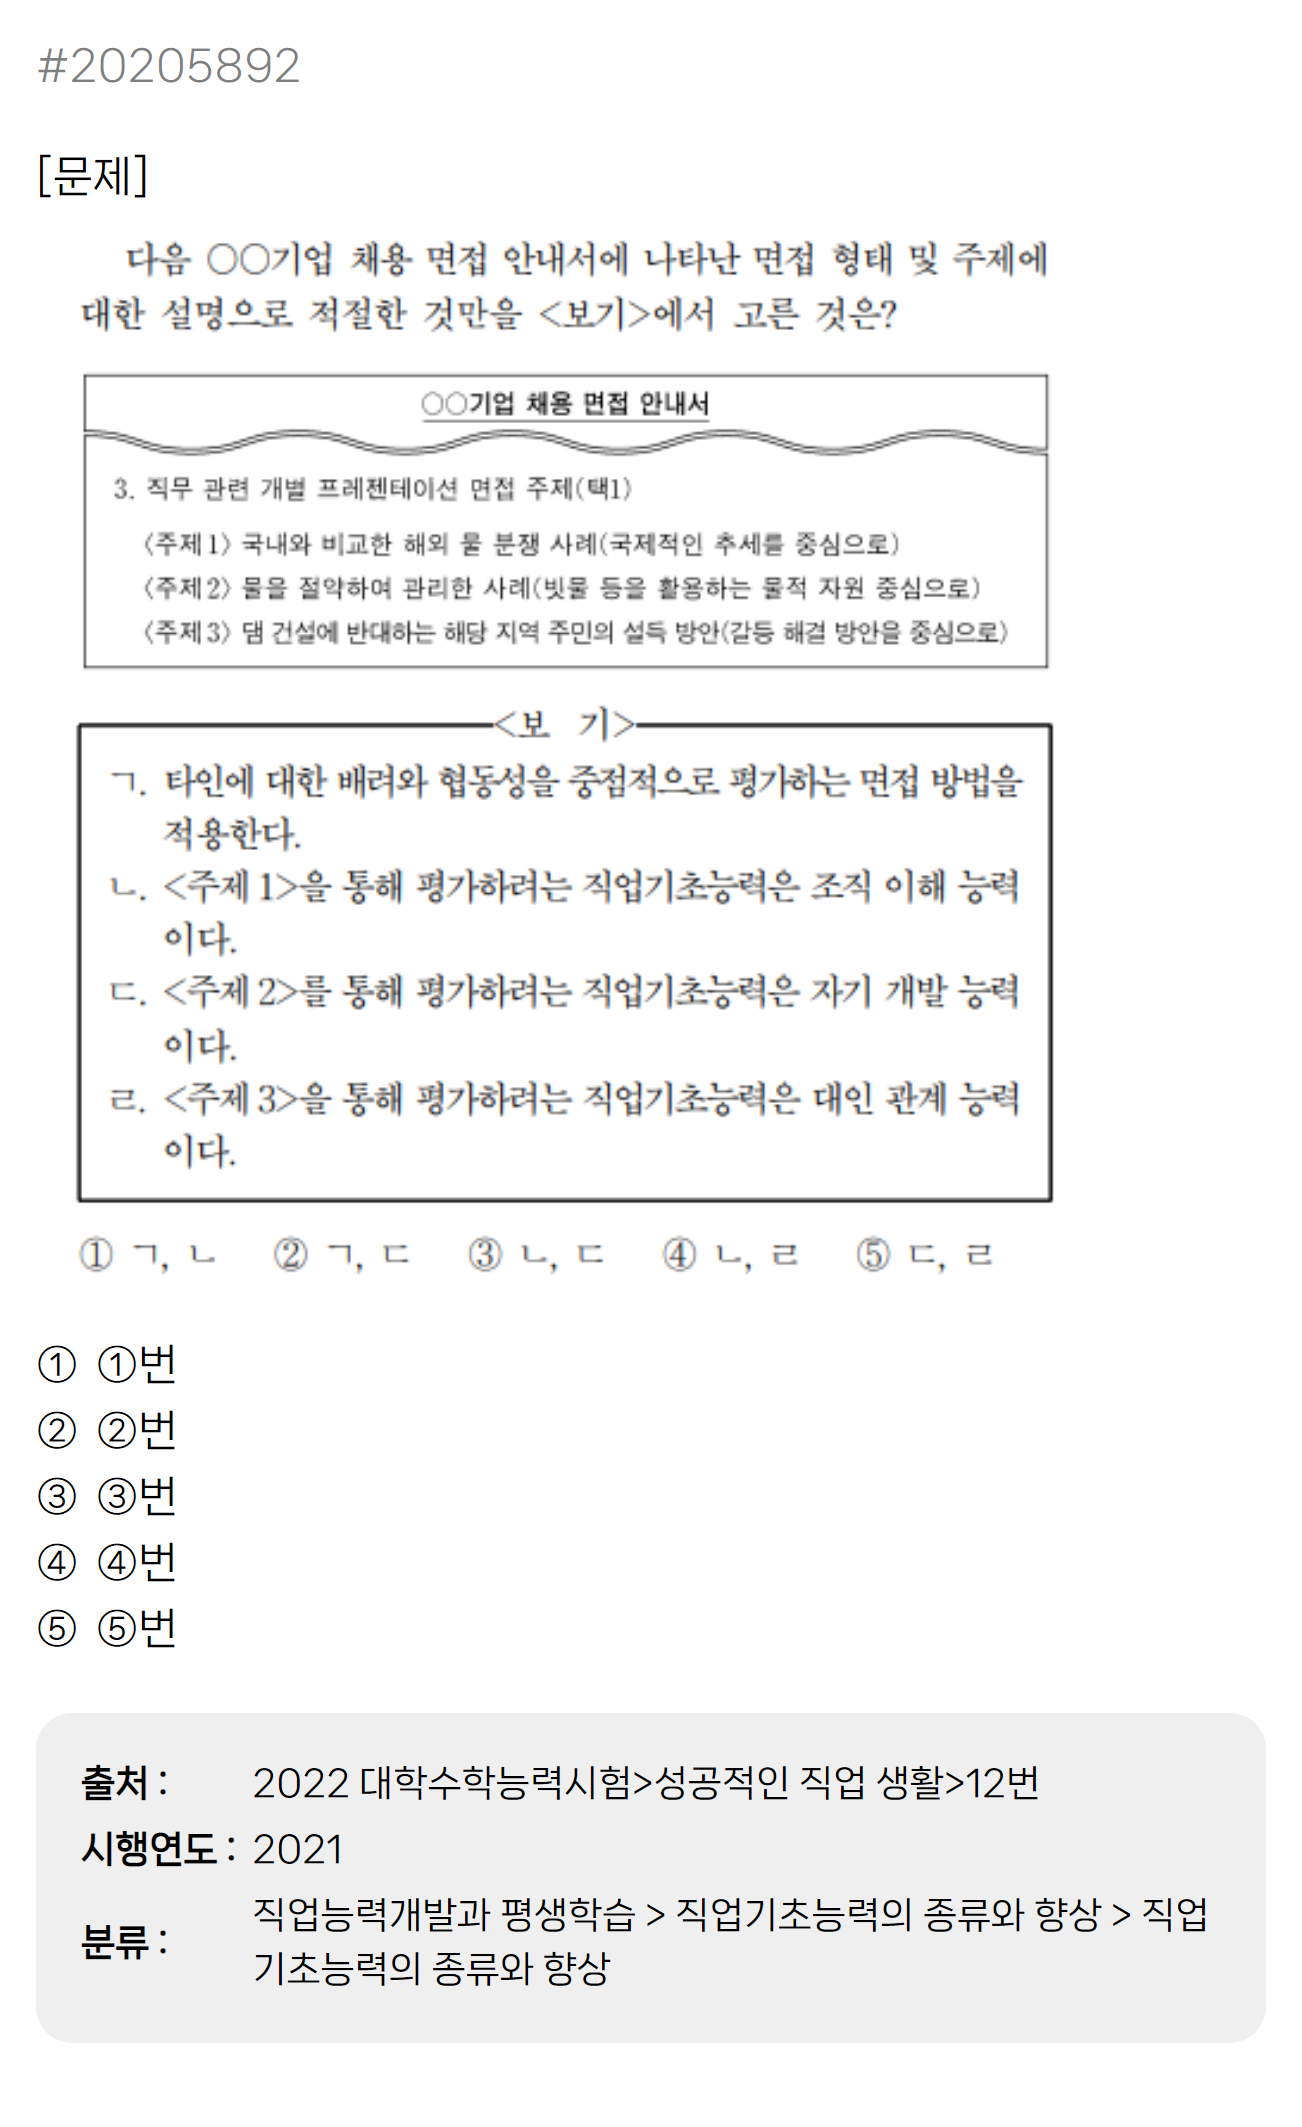 #20205892
[문제]
다음 ○○기업 채용 면접 안내서에 나타난 면접 형태 및 주제에
대한 설명으로 적절한 것만을 <보기>에서 고른 것은?
○○기업 채용 면접 안내서
3. 직무 관련 개별 프레젠테이션 면접 주제(택1)
〈주제1〉 국내와 비교한 해외 물 분쟁 사례(국제적인 추세를 중심으로)
〈주제2〉 물을 절약하여 관리한 사례(빗물 등을 활용하는 물적 자원 중심으로)
〈주제3〉 댐 건설에 반대하는 해당 지역 주민의 설득 방안(갈등 해결 방안을 중심으로)
<보 기>
ㄱ. 타인에 대한 배려와 협동성을 중점적으로 평가하는 면접 방법을
적용한다.
ㄴ. <주제 1>을 통해 평가하려는 직업기초능력은 조직 이해 능력
이다.
ㄷ. <주제 2>를 통해 평가하려는 직업기초능력은 자기 개발 능력
이다.
ㄹ. <주제 3>을 통해 평가하려는 직업기초능력은 대인 관계 능력
이다.
① ㄱ, ㄴ ② ㄱ, ㄷ ③ ㄴ, ㄷ ④ ㄴ, ㄹ ⑤ ㄷ, ㄹ
① ①번
② ②번
③ ③번
④ ④번
⑤ ⑤번
출처 : 2022 대학수학능력시험>성공적인 직업 생활>12번
시행연도 : 2021
분류 : 직업능력개발과 평생학습 > 직업기초능력의 종류와 향상 > 직업
기초능력의 종류와 향상